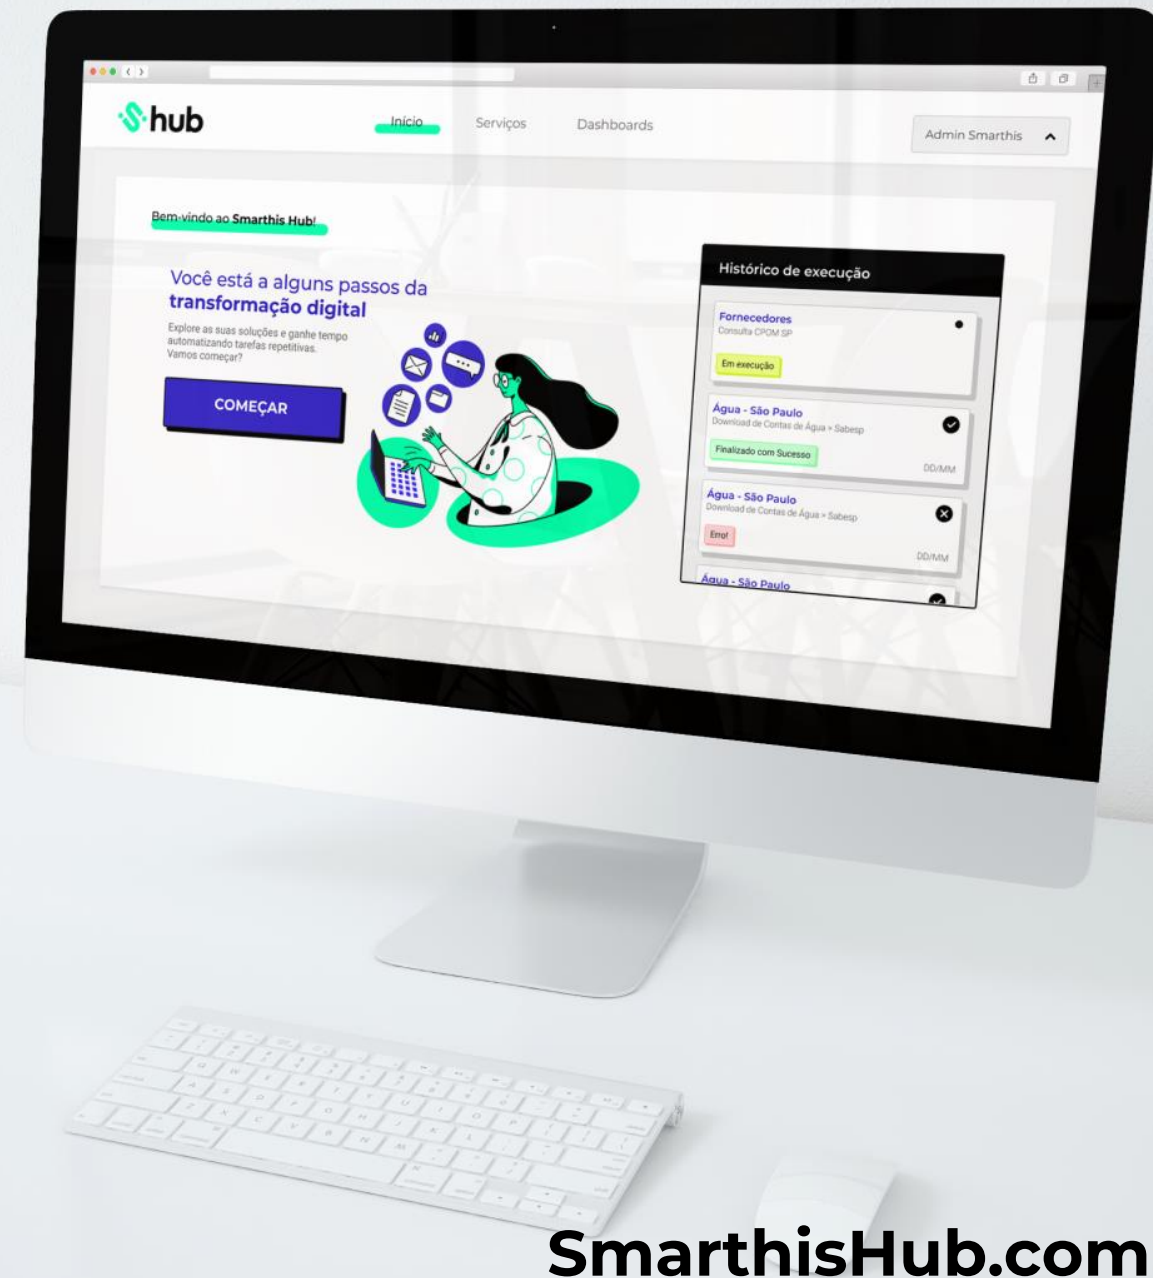 hub
Início
Serviços
Dashboards
Admin Smarthis
Bem-vindo ao Smarthis Hub!
Você está a alguns passos da
transformação digital
Explore as suas soluções e ganhe tempo
automatizando tarefas repetitivas.
Vamos começar?
COMEÇAR
Histórico de execução
Fornecedores
Consulta CPOM SP
Em execução
Água - São Paulo
Download de Contas de Água > Sabesp
Finalizado com Sucesso
DD/MM
Água - São Paulo
Download de Contas de Água > Sabesp
Erro!
DD/MM
Água - São Paulo
SmarthisHub.com